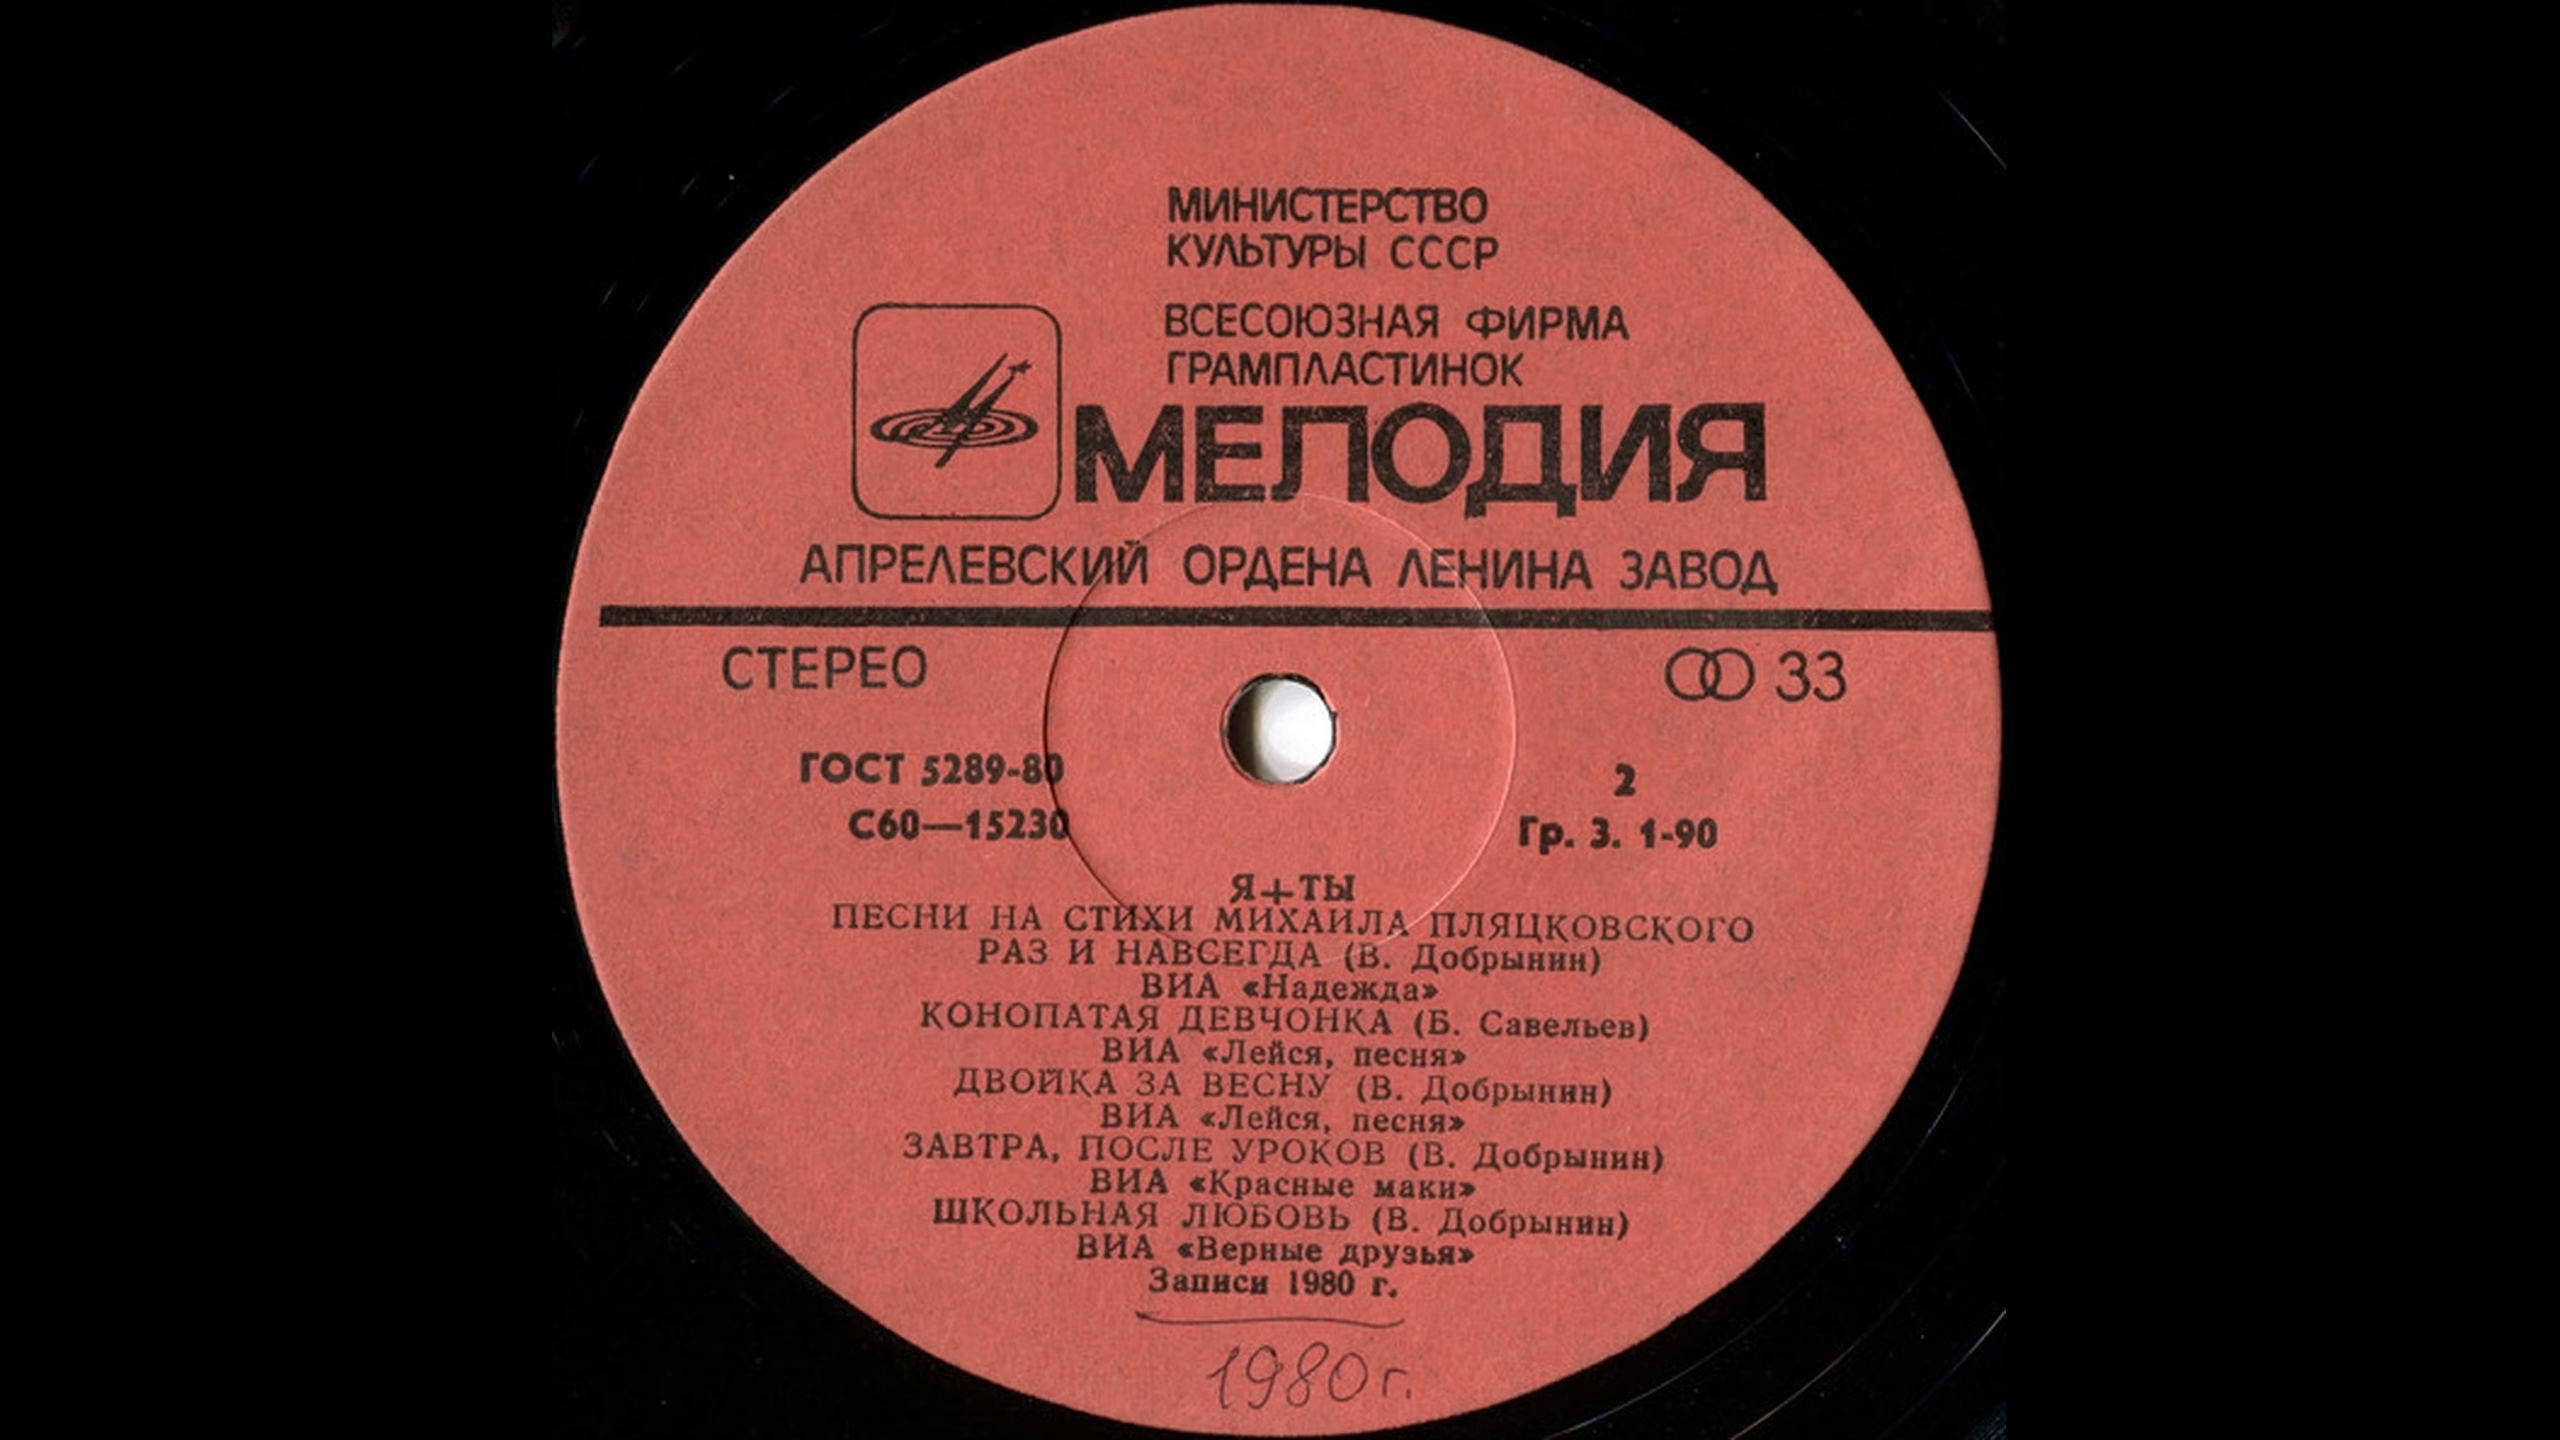 МИНИСТЕРСТВО
КУЛЬТУРЫ СССР
ВСЕСОЮЗНАЯ ФИРМА
ГРАМПЛАСТИНОК
МЕЛОДИЯ
АПРЕЛЕВСКИЙ ОРДЕНА ЛЕНИНА ЗАВОД
СТЕРЕО
33
ГОСТ 5289-80
2
С60—15230
Гр. 3. 1-90
Я+ТЫ
ПЕСНИ НА СТИХИ МИХАИЛА ПЛЯЦКОВСКОГО
РАЗ И НАВСЕГДА (В. Добрынин)
ВИА «Надежда»
КОНОПАТАЯ ДЕВЧОНКА (Б. Савельев)
ВИА «Лейся, песня»
ДВОЙКА ЗА ВЕСНУ (В. Добрынин)
ВИА «Лейся, песня»
ЗАВТРА, ПОСЛЕ УРОКОВ (В. Добрынин)
ВИА «Красные маки»
ШКОЛЬНАЯ ЛЮБОВЬ (В. Добрынин)
ВИА «Верные друзья»
Записи 1980 г.
1980 г.